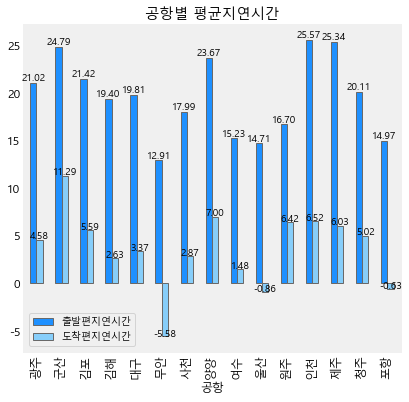 공항별 평균지연시간
25
20
15
10
5
0
-5
21.02
24.79
21.42
19.40
19.81
12.91
17.99
23.67
15.23
14.71
16.70
25.57
25.34
20.11
14.97
4.58
11.29
5.59
2.63
3.37
-5.58
2.87
7.00
1.48
-0.86
6.42
6.52
6.03
5.02
-0.63
출발편지연시간
도착편지연시간
광주
군산
김포
김해
대구
무안
사천
양양
여수
울산
원주
인천
제주
청주
포항
공항